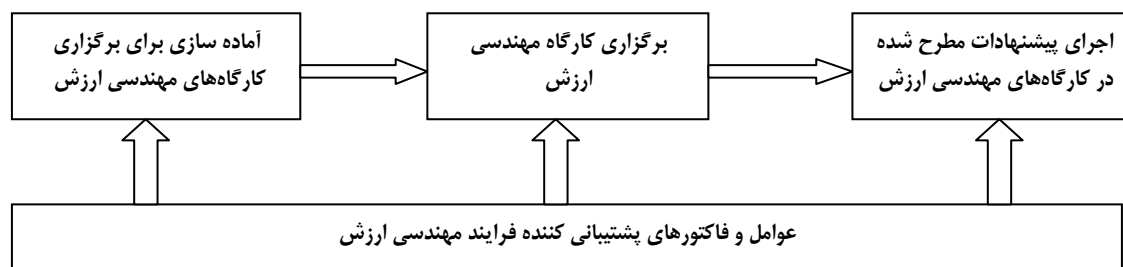 آماده سازی برای برگزاری
کارگاه‌های مهندسی ارزش
برگزاری کارگاه مهندسی
ارزش
اجرای پیشنهادات مطرح شده
در کارگاه‌های مهندسی ارزش
عوامل و فاکتورهای پشتیبانی کننده فرایند مهندسی ارزش